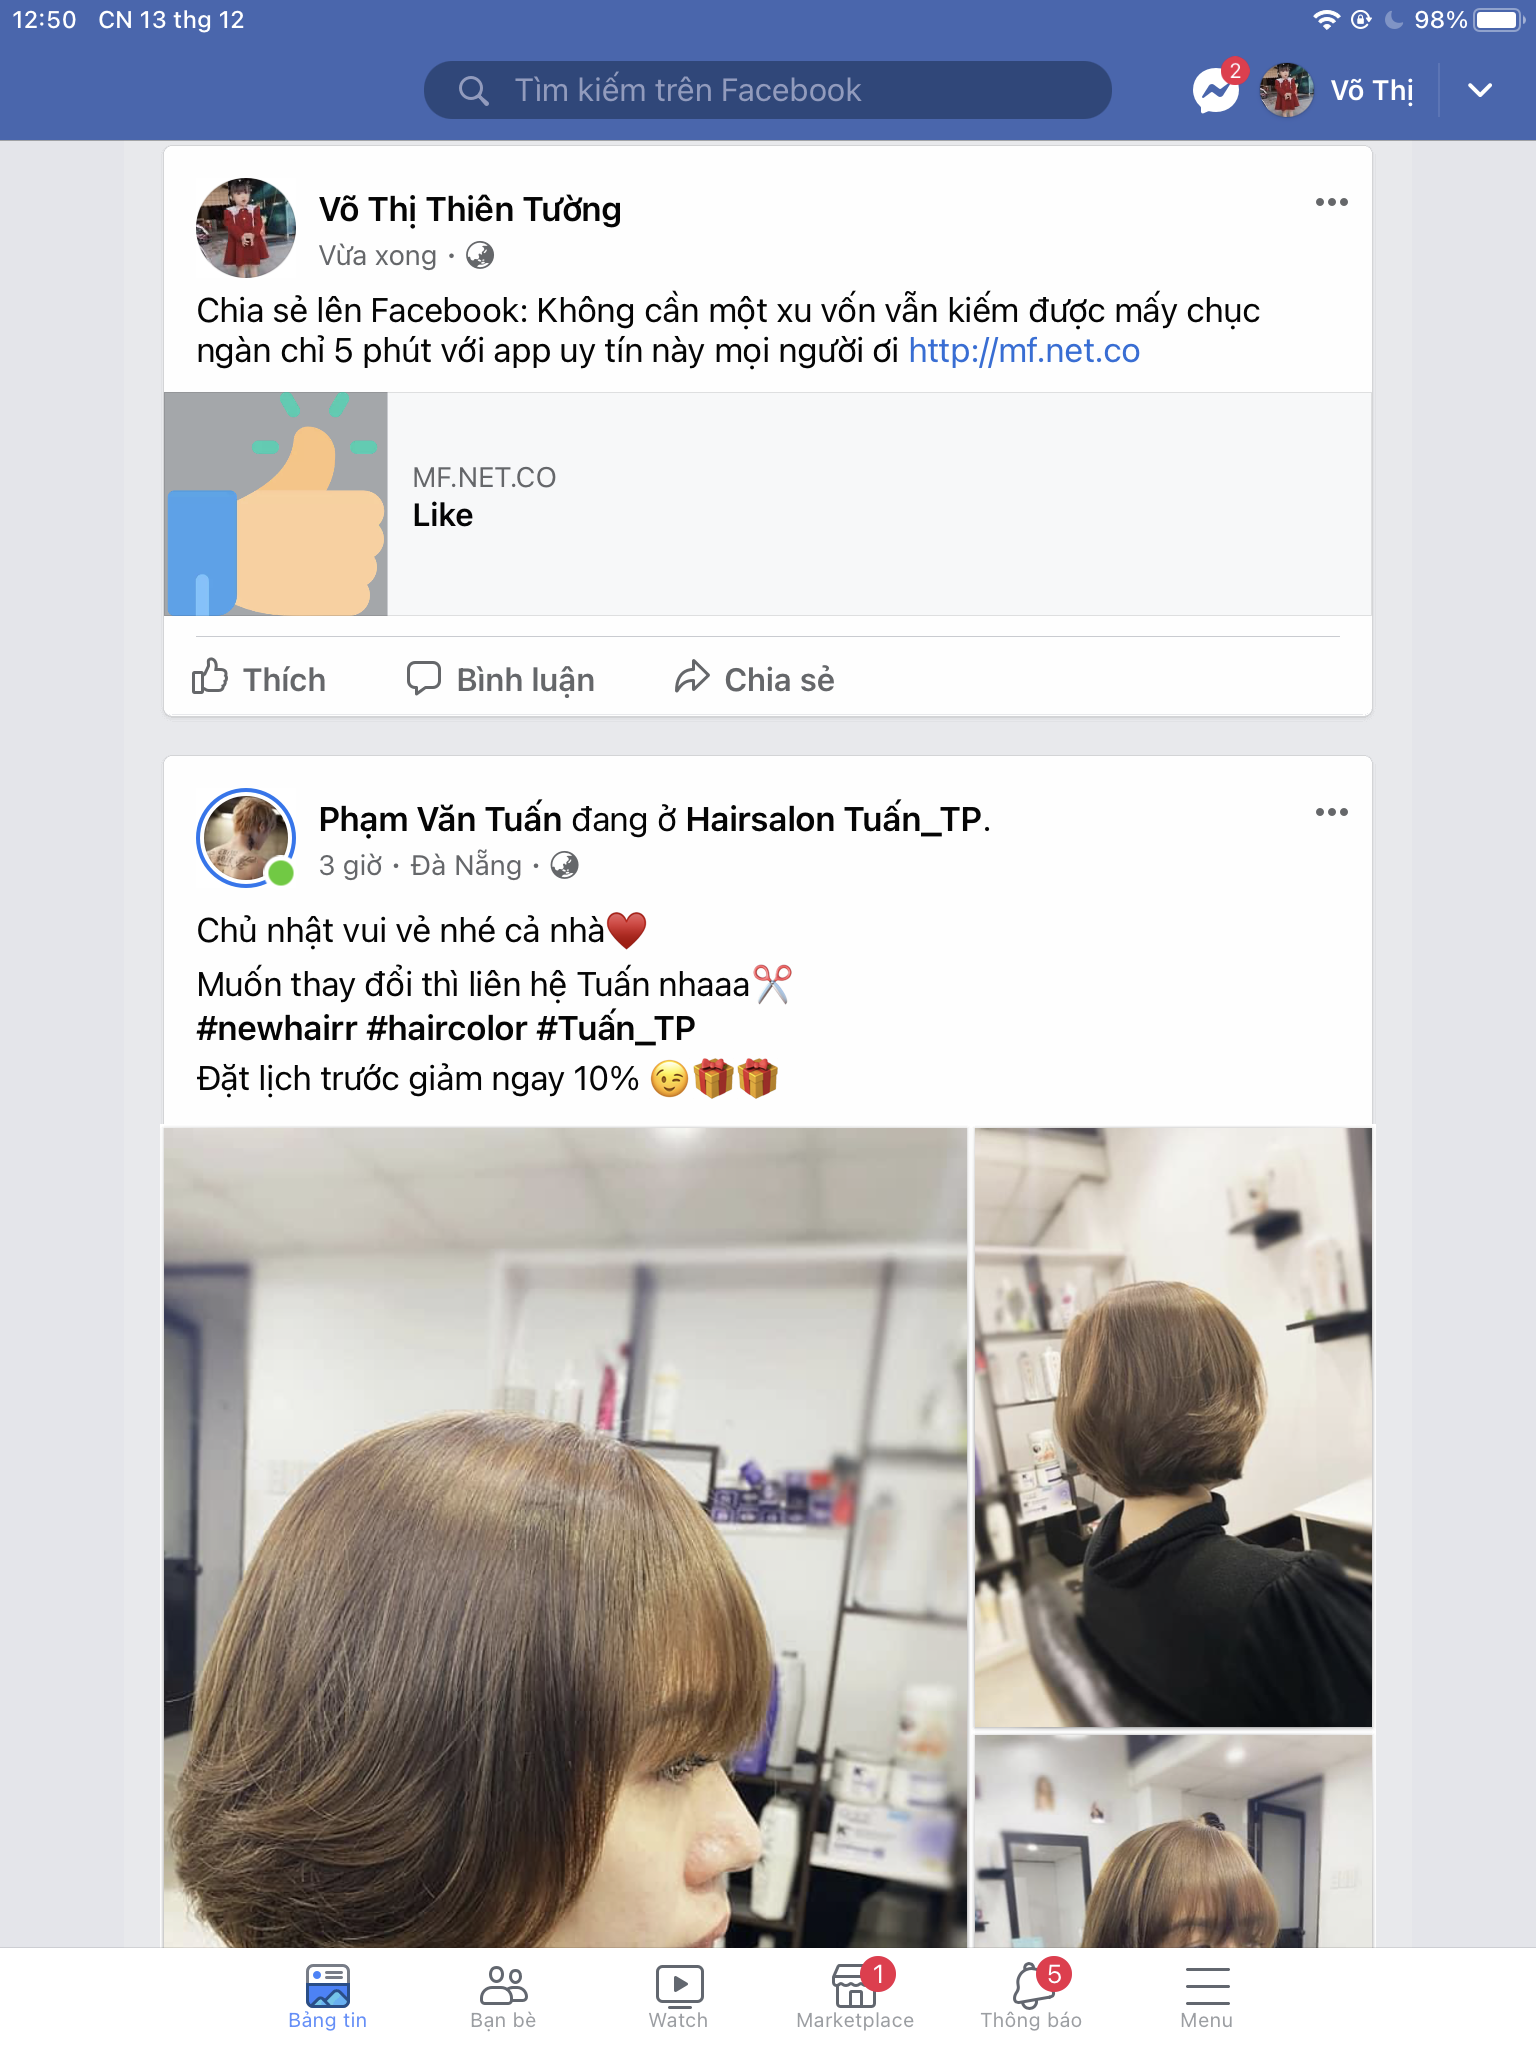 12:50 CN 13 thg 12 98%
Tìm kiếm trên Facebook
2
Võ Thị
Võ Thị Thiên Tường
Vừa xong ·
Chia sẻ lên Facebook: Không cần một xu vốn vẫn kiếm được mấy chục
ngàn chỉ 5 phút với app uy tín này mọi người ơi http://mf.net.co
MF.NET.CO
Like
Thích Bình luận Chia sẻ
Phạm Văn Tuấn đang ở Hairsalon Tuấn_TP.
3 giờ · Đà Nẵng ·
Chủ nhật vui vẻ nhé cả nhà♥️
Muốn thay đổi thì liên hệ Tuấn nhaaa✂️
#newhairr #haircolor #Tuấn_TP
Đặt lịch trước giảm ngay 10% 😉🎁🎁
1 5
Bảng tin Bạn bè Watch Marketplace Thông báo Menu